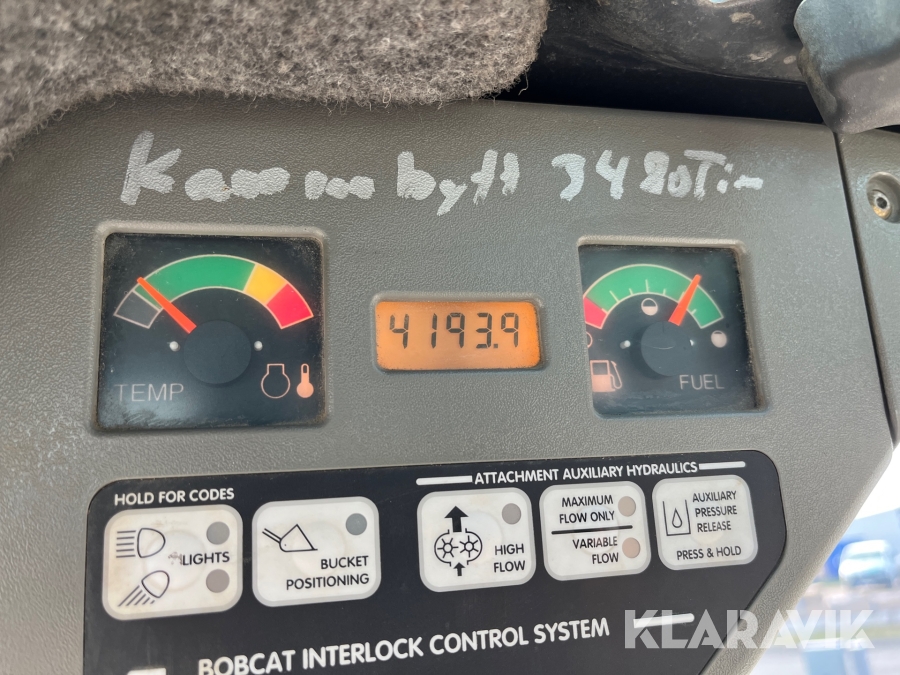 Kamm bytt 3480Tim
4193.9
TEMP
FUEL
ATTACHMENT AUXILIARY HYDRAULICS
HOLD FOR CODES
LIGHTS
BUCKET
POSITIONING
HIGH
FLOW
MAXIMUM
FLOW ONLY
VARIABLE
FLOW
AUXILIARY
PRESSURE
RELEASE
PRESS & HOLD
BOBCAT INTERLOCK CONTROL SYSTEM
KLARAVIK